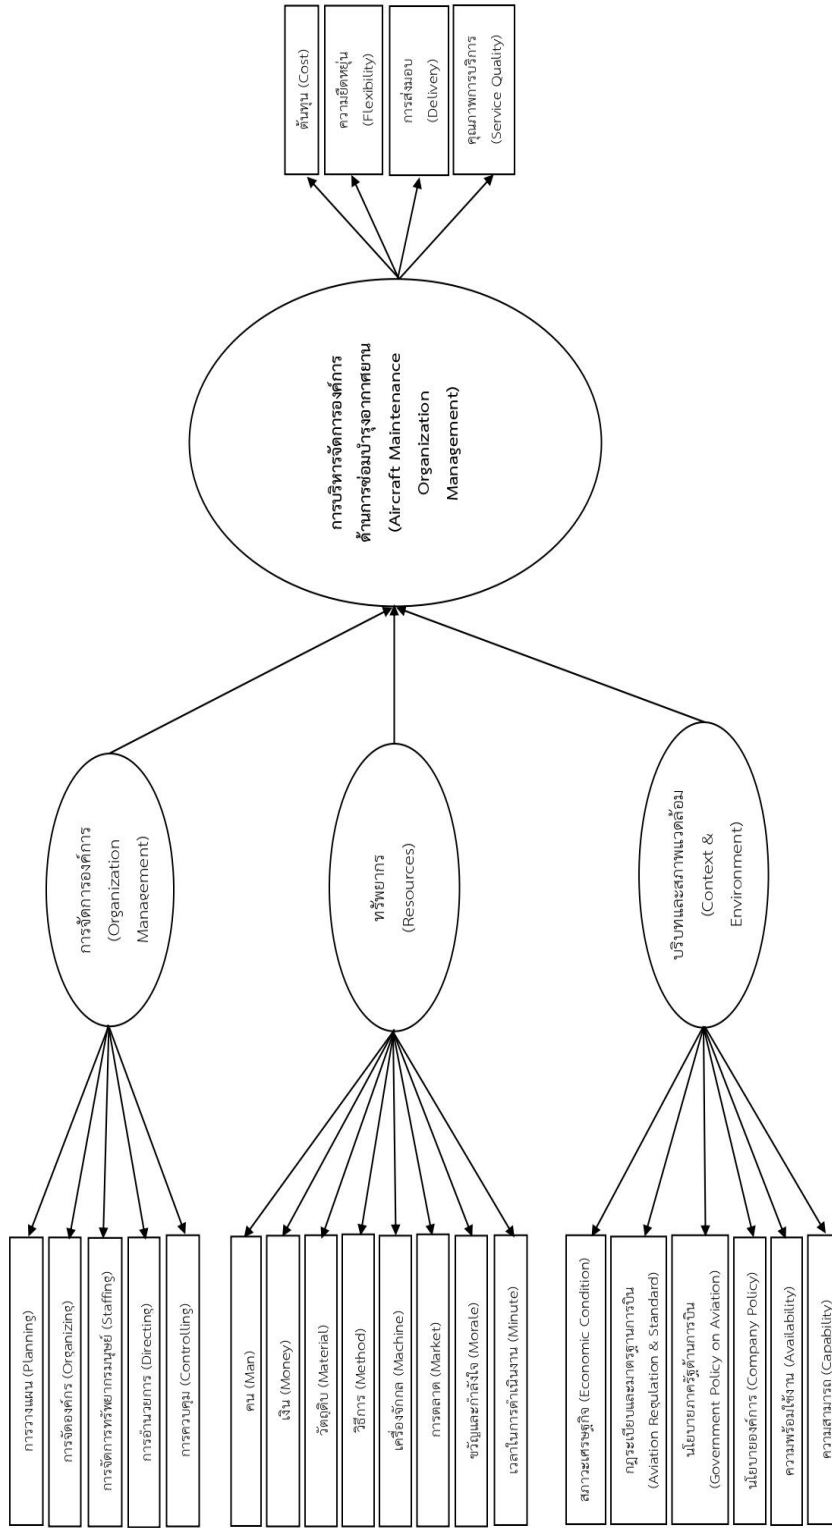 การวางแผน (Planning)
การจัดองค์กร (Organizing)
การจัดการทรัพยากรมนุษย์ (Staffing)
การอำนวยการ (Directing)
การควบคุม (Controlling)
คน (Man)
เงิน (Money)
วัตถุดิบ (Material)
วิธีการ (Method)
เครื่องจักกล (Machine)
การตลาด (Market)
ขวัญและกำลังใจ (Morale)
เวลาในการดำเนินงาน (Minute)
สภาวะเศรษฐกิจ (Economic Condition)
กฎระเบียบและมาตรฐานการบิน
(Aviation Regulation & Standard)
นโยบายภาครัฐด้านการบิน
(Government Policy on Aviation)
นโยบายองค์การ (Company Policy)
ความพร้อมใช้งาน (Availability)
ความสามารถ (Capability)
การจัดการองค์การ
(Organization
Management)
ทรัพยากร
(Resources)
บริบทและสภาพแวดล้อม
(Context &
Environment)
การบริหารจัดการองค์การ
ด้านการซ่อมบำรุงอากาศยาน
(Aircraft Maintenance
Organization
Management)
ต้นทุน (Cost)
ความยืดหยุ่น
(Flexibility)
การส่งมอบ
(Delivery)
คุณภาพการบริการ
(Service Quality)